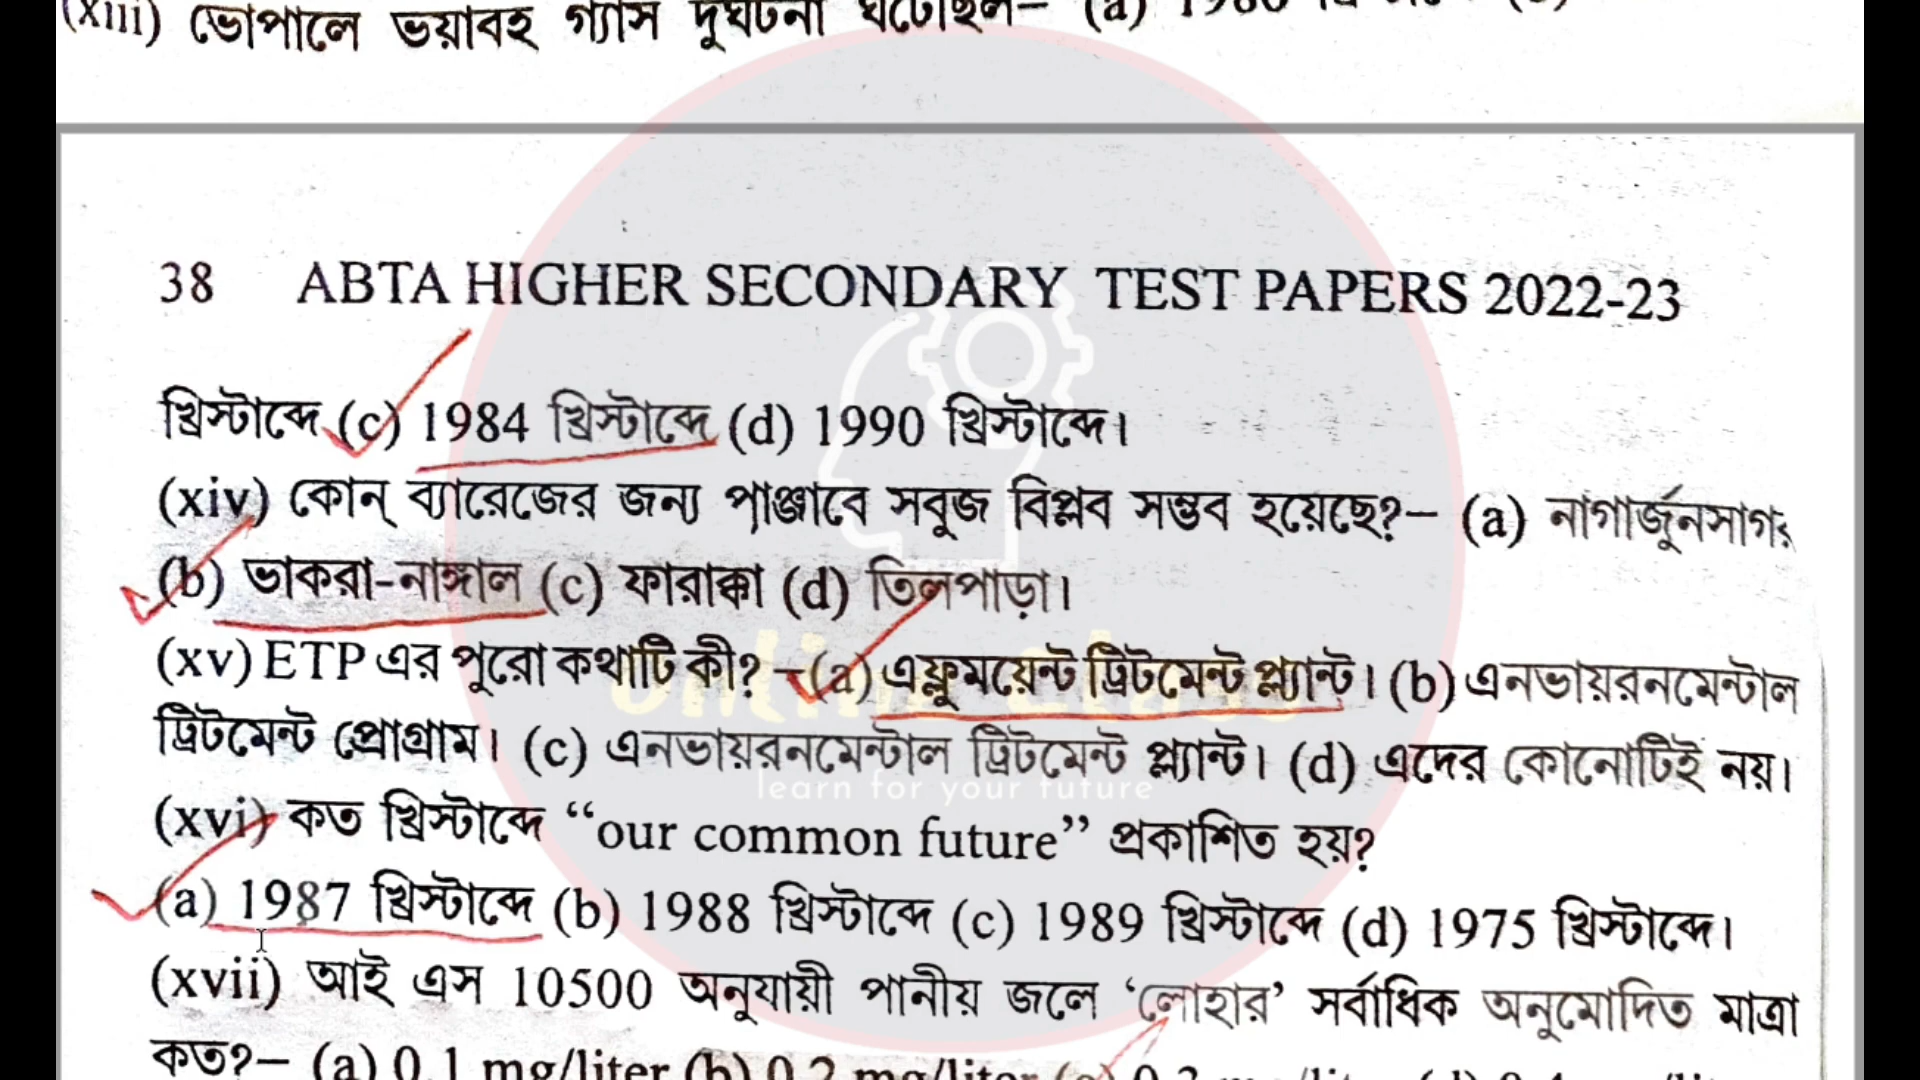 (xiii) ভোপালে ভয়াবহ গ্যাস দুর্ঘটনা ঘটেছিল– (a)
38 ABTA HIGHER SECONDARY TEST PAPERS 2022-23
খ্রিস্টাব্দে (c) 1984 খ্রিস্টাব্দে (d) 1990 খ্রিস্টাব্দে।
(xiv) কোন্ ব্যারেজের জন্য পাঞ্জাবে সবুজ বিপ্লব সম্ভব হয়েছে?– (a) নাগার্জুনসাগর
(b) ভাকরা-নাঙ্গাল (c) ফারাক্কা (d) তিলপাড়া।
(xv) ETP এর পুরো কথাটি কী? –(a) এফ্লুময়েন্ট ট্রিটমেন্ট প্ল্যান্ট। (b) এনভায়রনমেন্টাল
ট্রিটমেন্ট প্রোগ্রাম। (c) এনভায়রনমেন্টাল ট্রিটমেন্ট প্ল্যান্ট। (d) এদের কোনোটিই নয়।
learn for your future
(xvi) কত খ্রিস্টাব্দে “our common future” প্রকাশিত হয়?
(a) 1987 খ্রিস্টাব্দে (b) 1988 খ্রিস্টাব্দে (c) 1989 খ্রিস্টাব্দে (d) 1975 খ্রিস্টাব্দে।
(xvii) আই এস 10500 অনুযায়ী পানীয় জলে ‘লোহার’ সর্বাধিক অনুমোদিত মাত্রা
কত?– (a) 0.1 mg/liter (b) 0.2 mg/liter